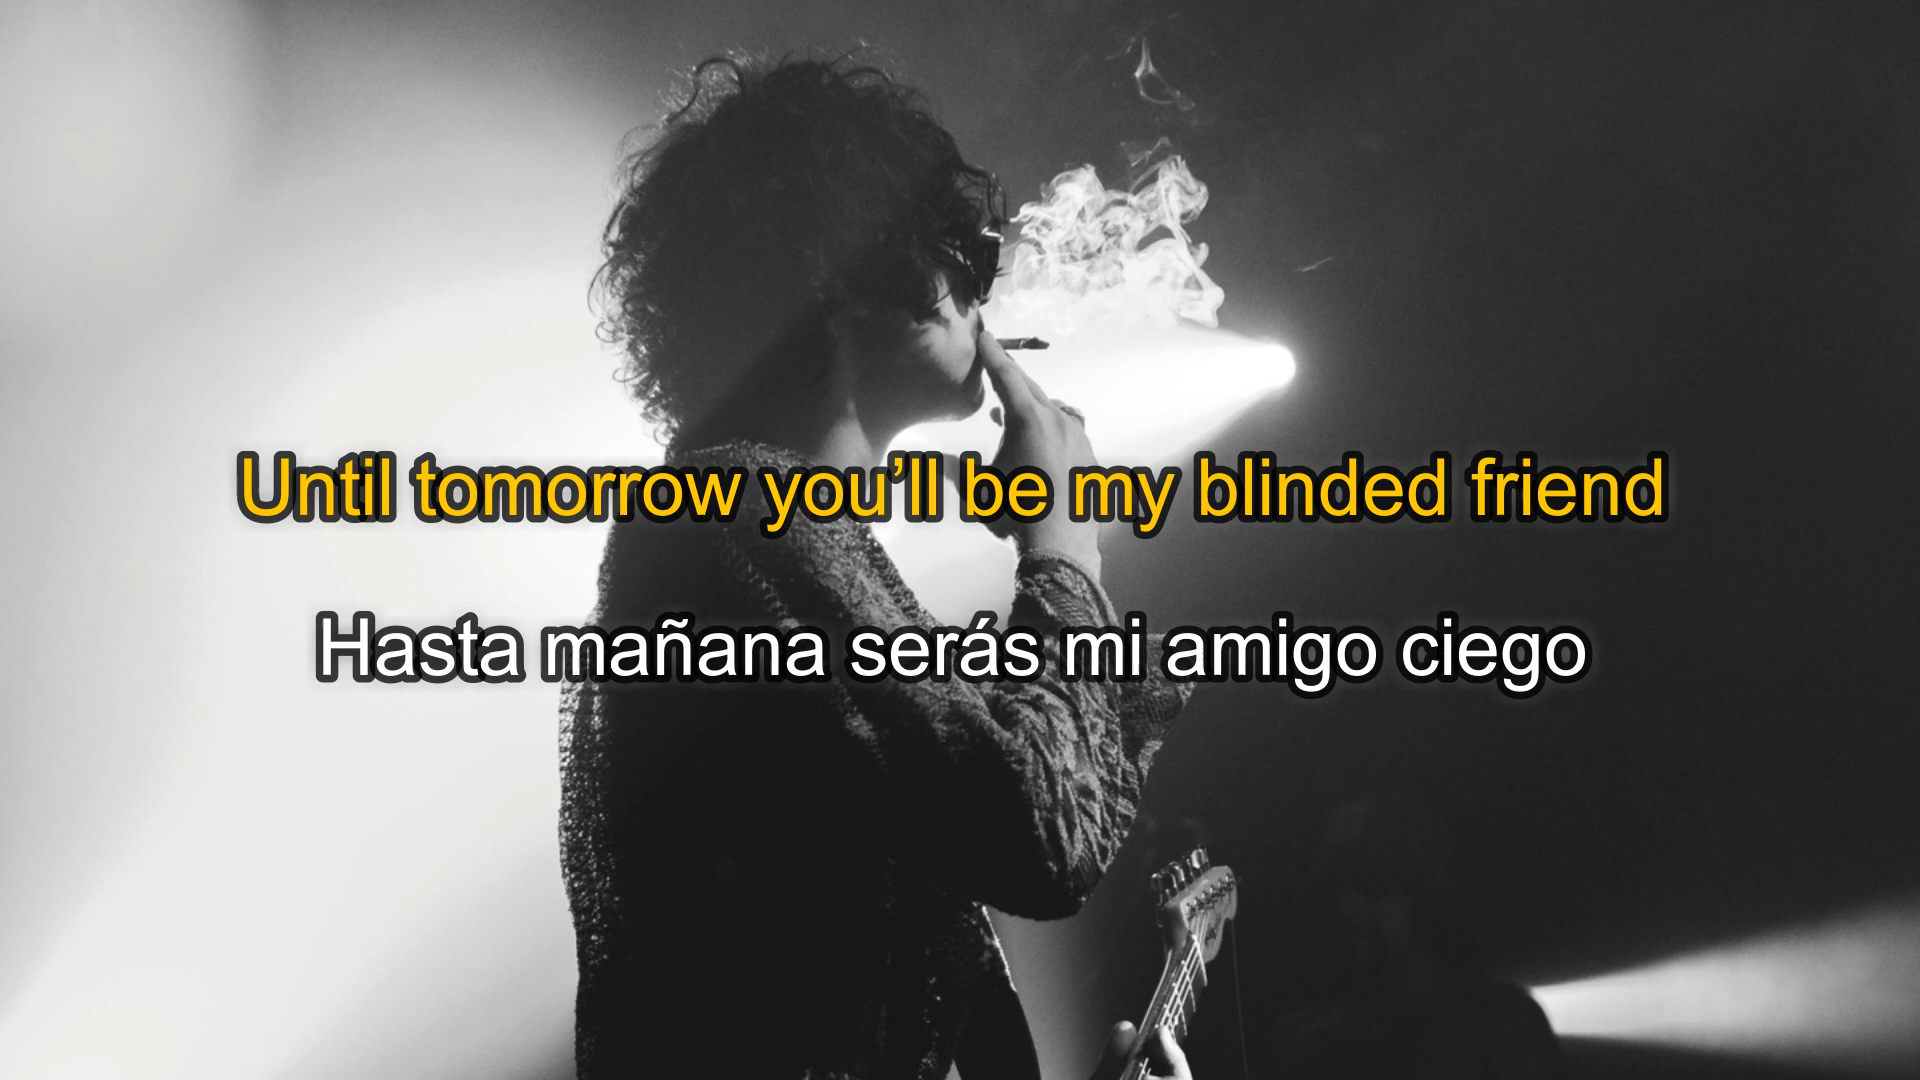 Until tomorrow you’ll be my blinded friend
Hasta mañana serás mi amigo ciego